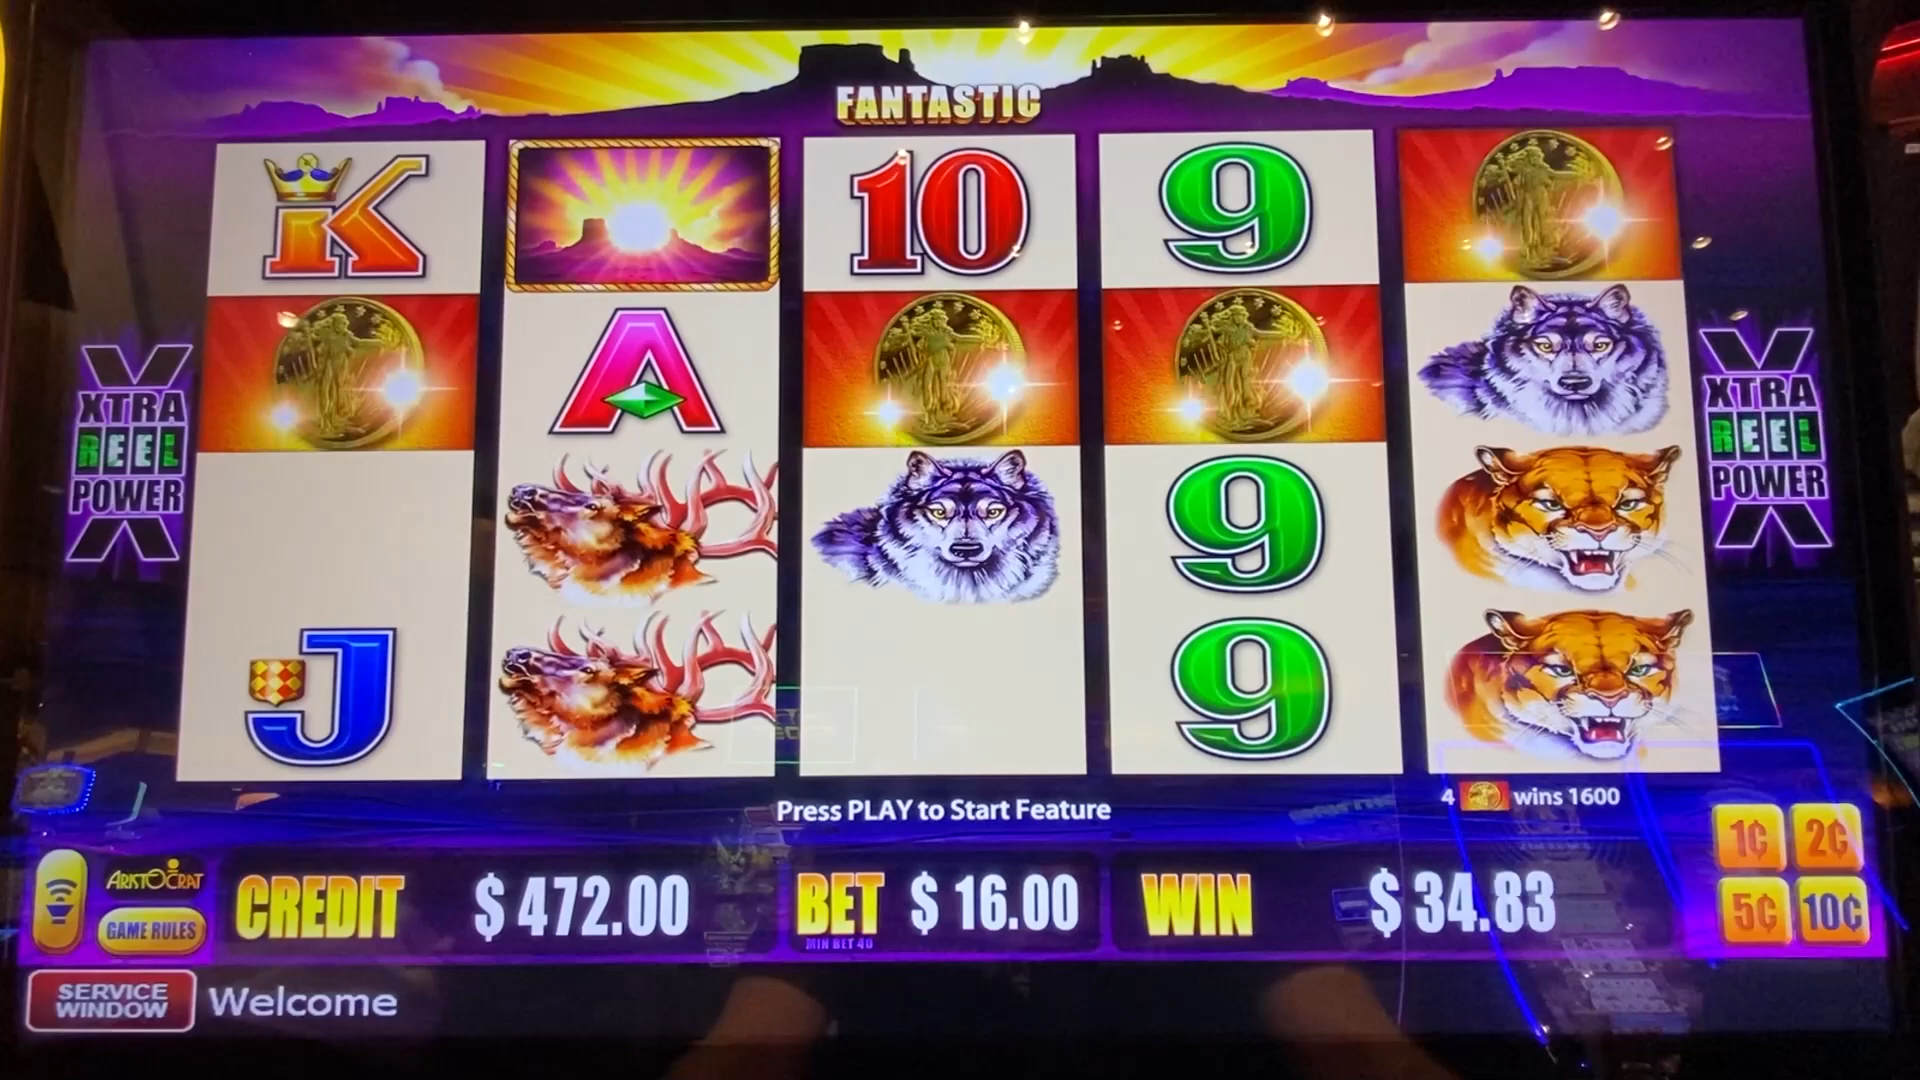 FANTASTIC
K
10
9
A
9
J
9
XTRA
REEL
POWER
XTRA
REEL
POWER
Press PLAY to Start Feature
4 wins 1600
ARISTOCRAT
GAME RULES
CREDIT $ 472.00
BET $ 16.00
MIN BET 40
WIN $ 34.83
1¢ 2¢
5¢ 10¢
SERVICE
WINDOW
Welcome